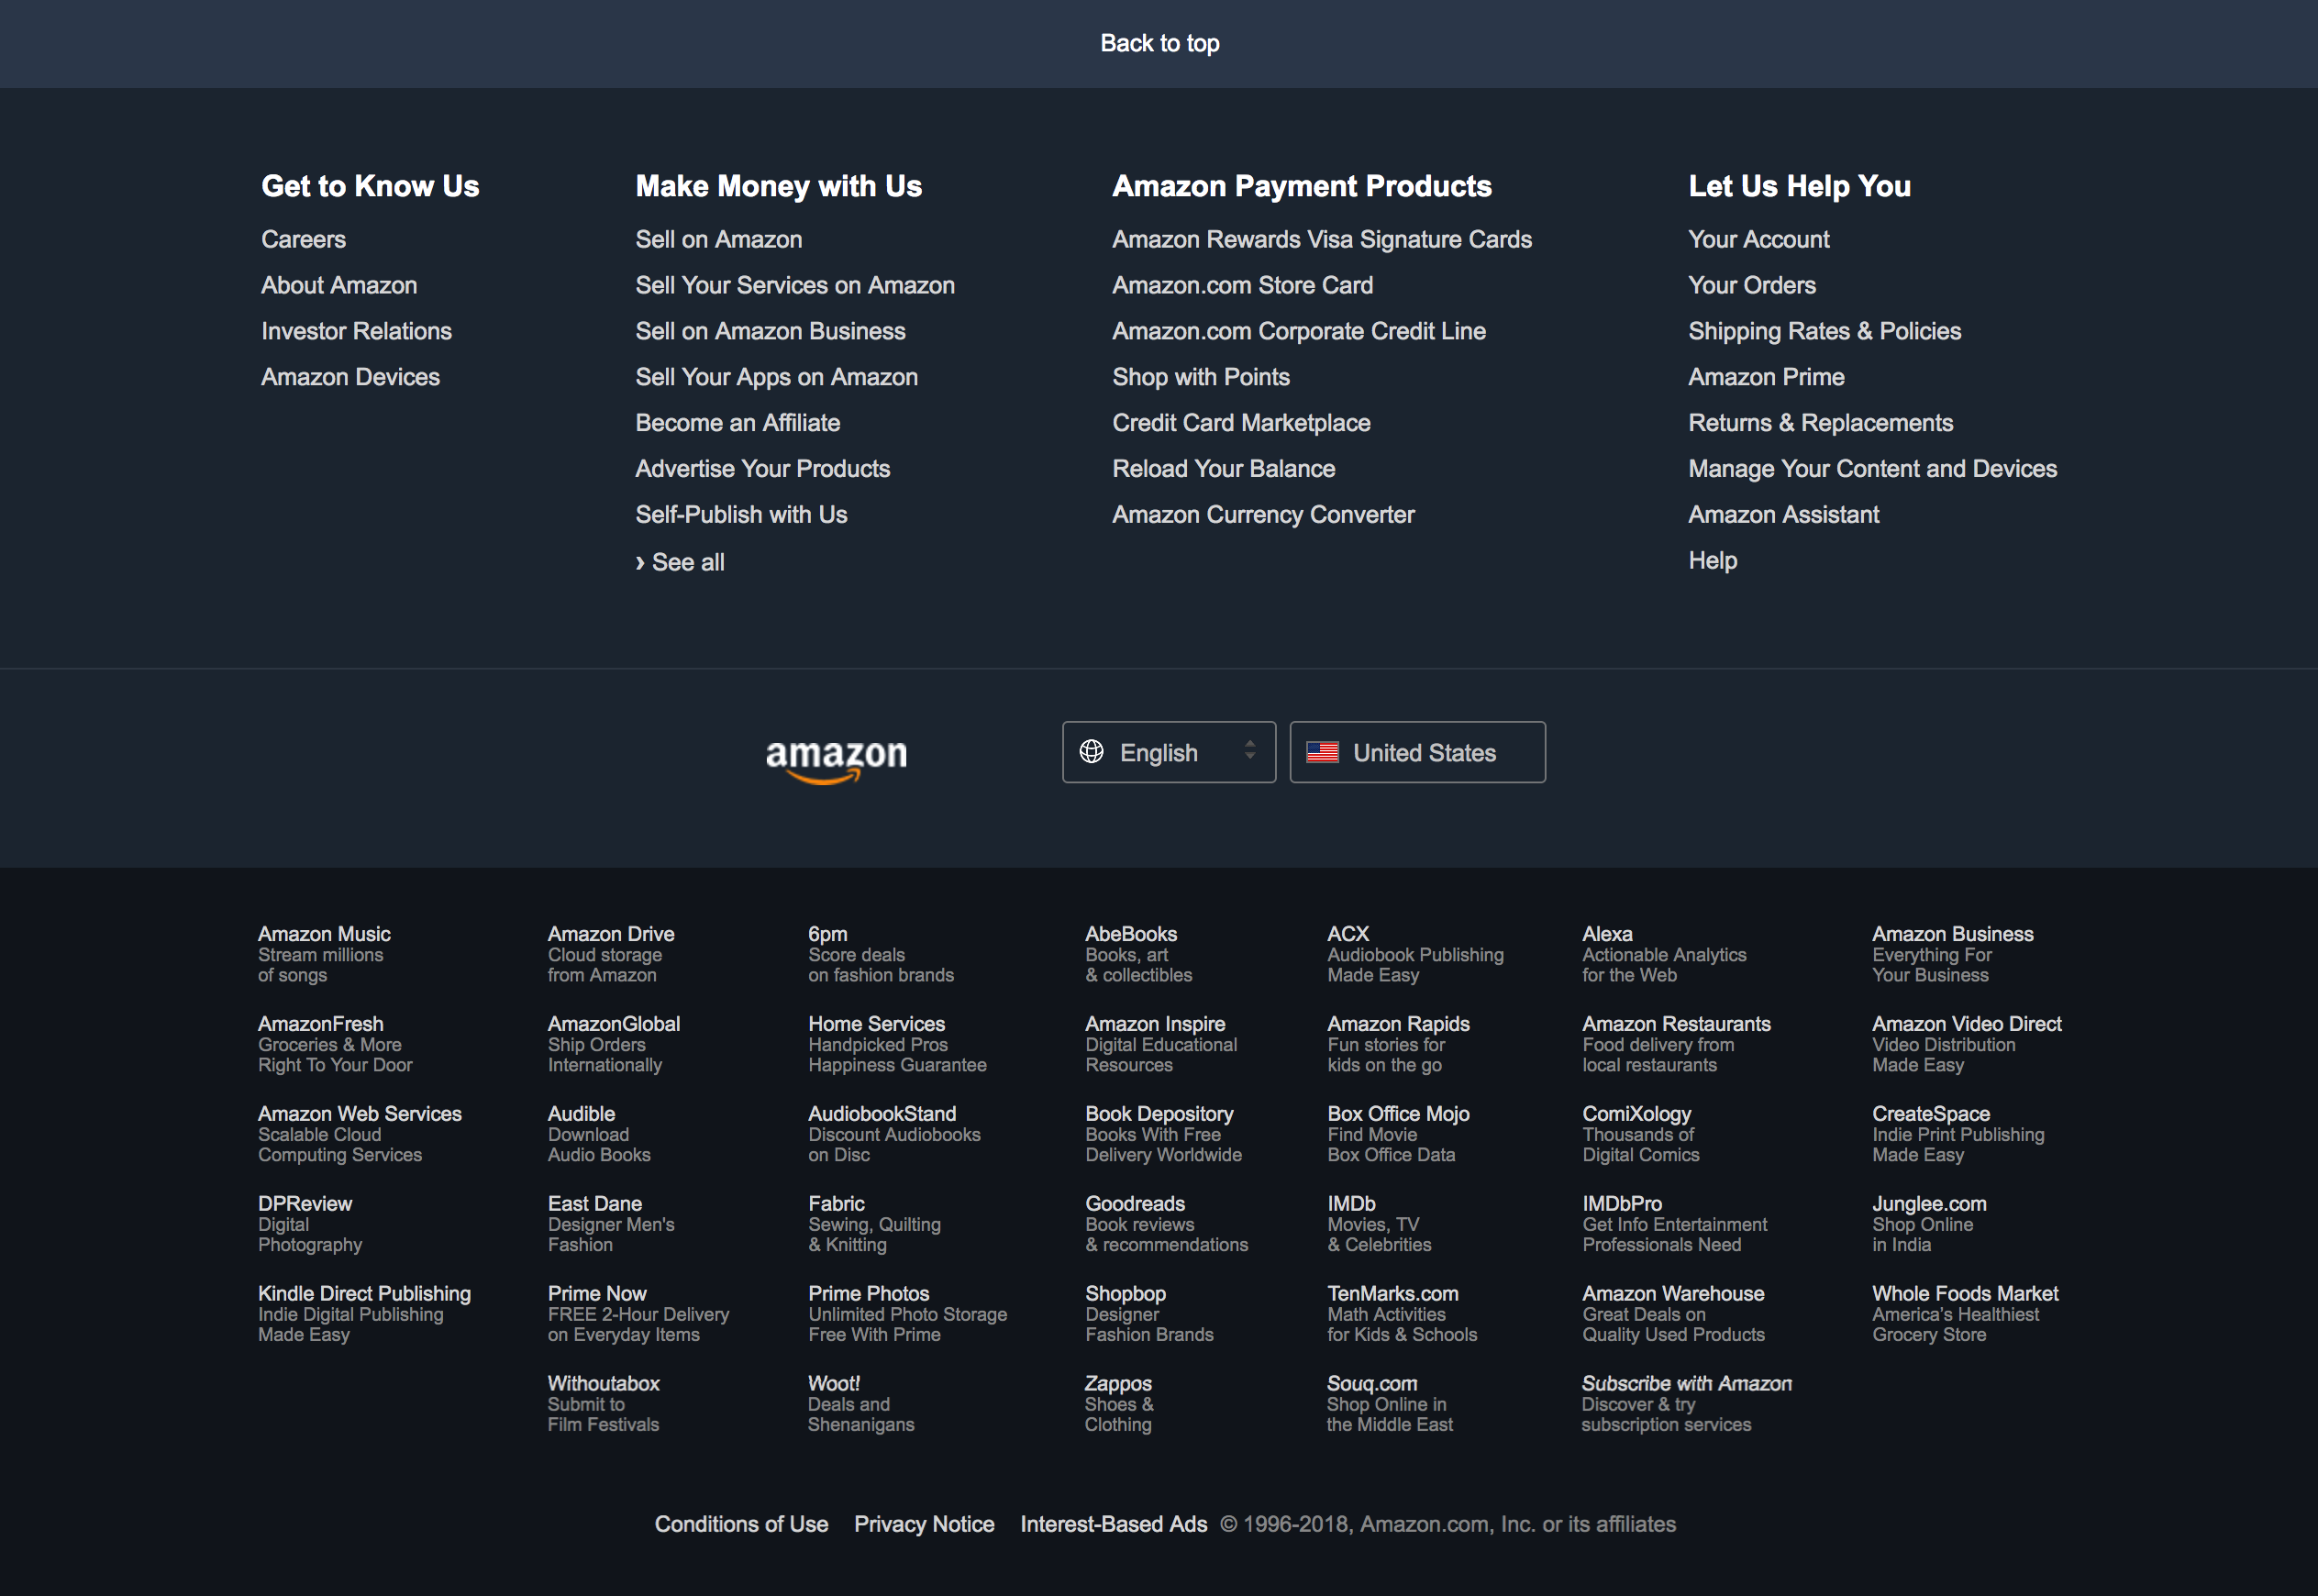 Back to top
Get to Know Us
Careers
About Amazon
Investor Relations
Amazon Devices
Make Money with Us
Sell on Amazon
Sell Your Services on Amazon
Sell on Amazon Business
Sell Your Apps on Amazon
Become an Affiliate
Advertise Your Products
Self-Publish with Us
› See all
Amazon Payment Products
Amazon Rewards Visa Signature Cards
Amazon.com Store Card
Amazon.com Corporate Credit Line
Shop with Points
Credit Card Marketplace
Reload Your Balance
Amazon Currency Converter
Let Us Help You
Your Account
Your Orders
Shipping Rates & Policies
Amazon Prime
Returns & Replacements
Manage Your Content and Devices
Amazon Assistant
Help
amazon
English
United States
Amazon Music
Stream millions
of songs
Amazon Drive
Cloud storage
from Amazon
6pm
Score deals
on fashion brands
AbeBooks
Books, art
& collectibles
ACX
Audiobook Publishing
Made Easy
Alexa
Actionable Analytics
for the Web
Amazon Business
Everything For
Your Business
AmazonFresh
Groceries & More
Right To Your Door
AmazonGlobal
Ship Orders
Internationally
Home Services
Handpicked Pros
Happiness Guarantee
Amazon Inspire
Digital Educational
Resources
Amazon Rapids
Fun stories for
kids on the go
Amazon Restaurants
Food delivery from
local restaurants
Amazon Video Direct
Video Distribution
Made Easy
Amazon Web Services
Scalable Cloud
Computing Services
Audible
Download
Audio Books
AudiobookStand
Discount Audiobooks
on Disc
Book Depository
Books With Free
Delivery Worldwide
Box Office Mojo
Find Movie
Box Office Data
ComiXology
Thousands of
Digital Comics
CreateSpace
Indie Print Publishing
Made Easy
DPReview
Digital
Photography
East Dane
Designer Men's
Fashion
Fabric
Sewing, Quilting
& Knitting
Goodreads
Book reviews
& recommendations
IMDb
Movies, TV
& Celebrities
IMDbPro
Get Info Entertainment
Professionals Need
Junglee.com
Shop Online
in India
Kindle Direct Publishing
Indie Digital Publishing
Made Easy
Prime Now
FREE 2-Hour Delivery
on Everyday Items
Prime Photos
Unlimited Photo Storage
Free With Prime
Shopbop
Designer
Fashion Brands
TenMarks.com
Math Activities
for Kids & Schools
Amazon Warehouse
Great Deals on
Quality Used Products
Whole Foods Market
America's Healthiest
Grocery Store
Withoutabox
Submit to
Film Festivals
Woot!
Deals and
Shenanigans
Zappos
Shoes &
Clothing
Souq.com
Shop Online in
the Middle East
Subscribe with Amazon
Discover & try
subscription services
Conditions of Use Privacy Notice Interest-Based Ads © 1996-2018, Amazon.com, Inc. or its affiliates